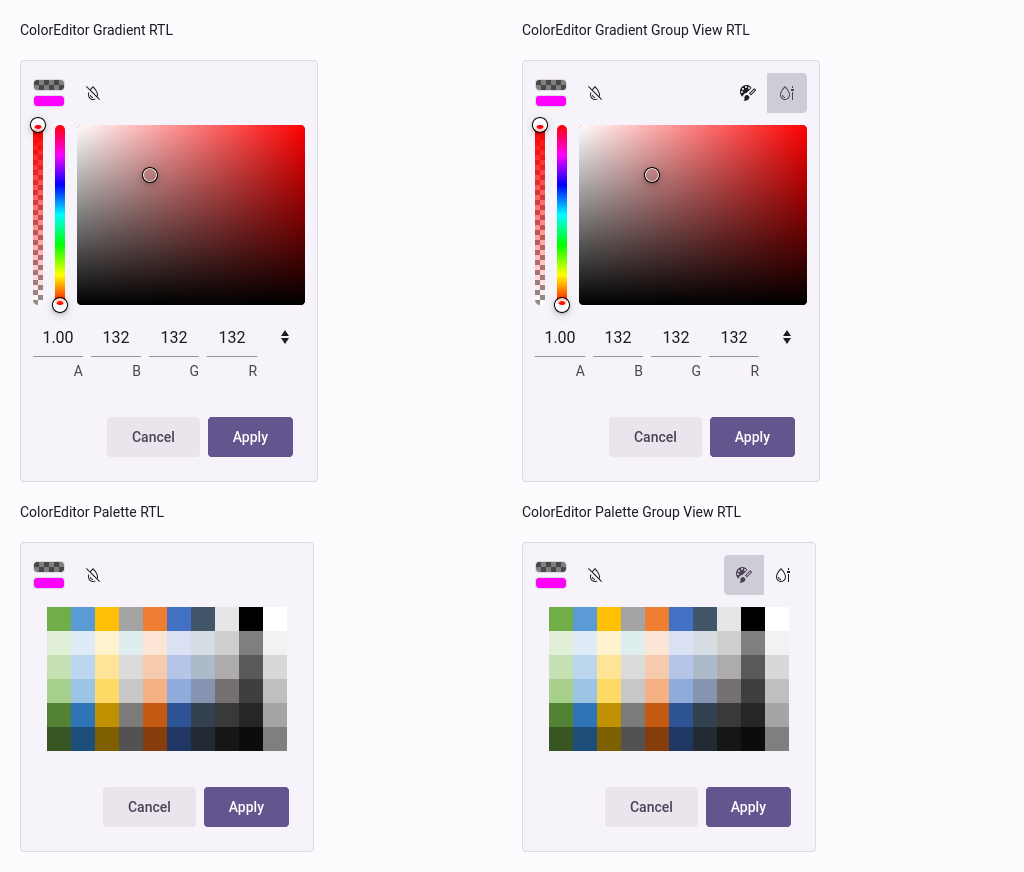 ColorEditor Gradient RTL
1.00 132 132 132
A B G R
Cancel Apply
ColorEditor Gradient Group View RTL
1.00 132 132 132
A B G R
Cancel Apply
ColorEditor Palette RTL
Cancel Apply
ColorEditor Palette Group View RTL
Cancel Apply